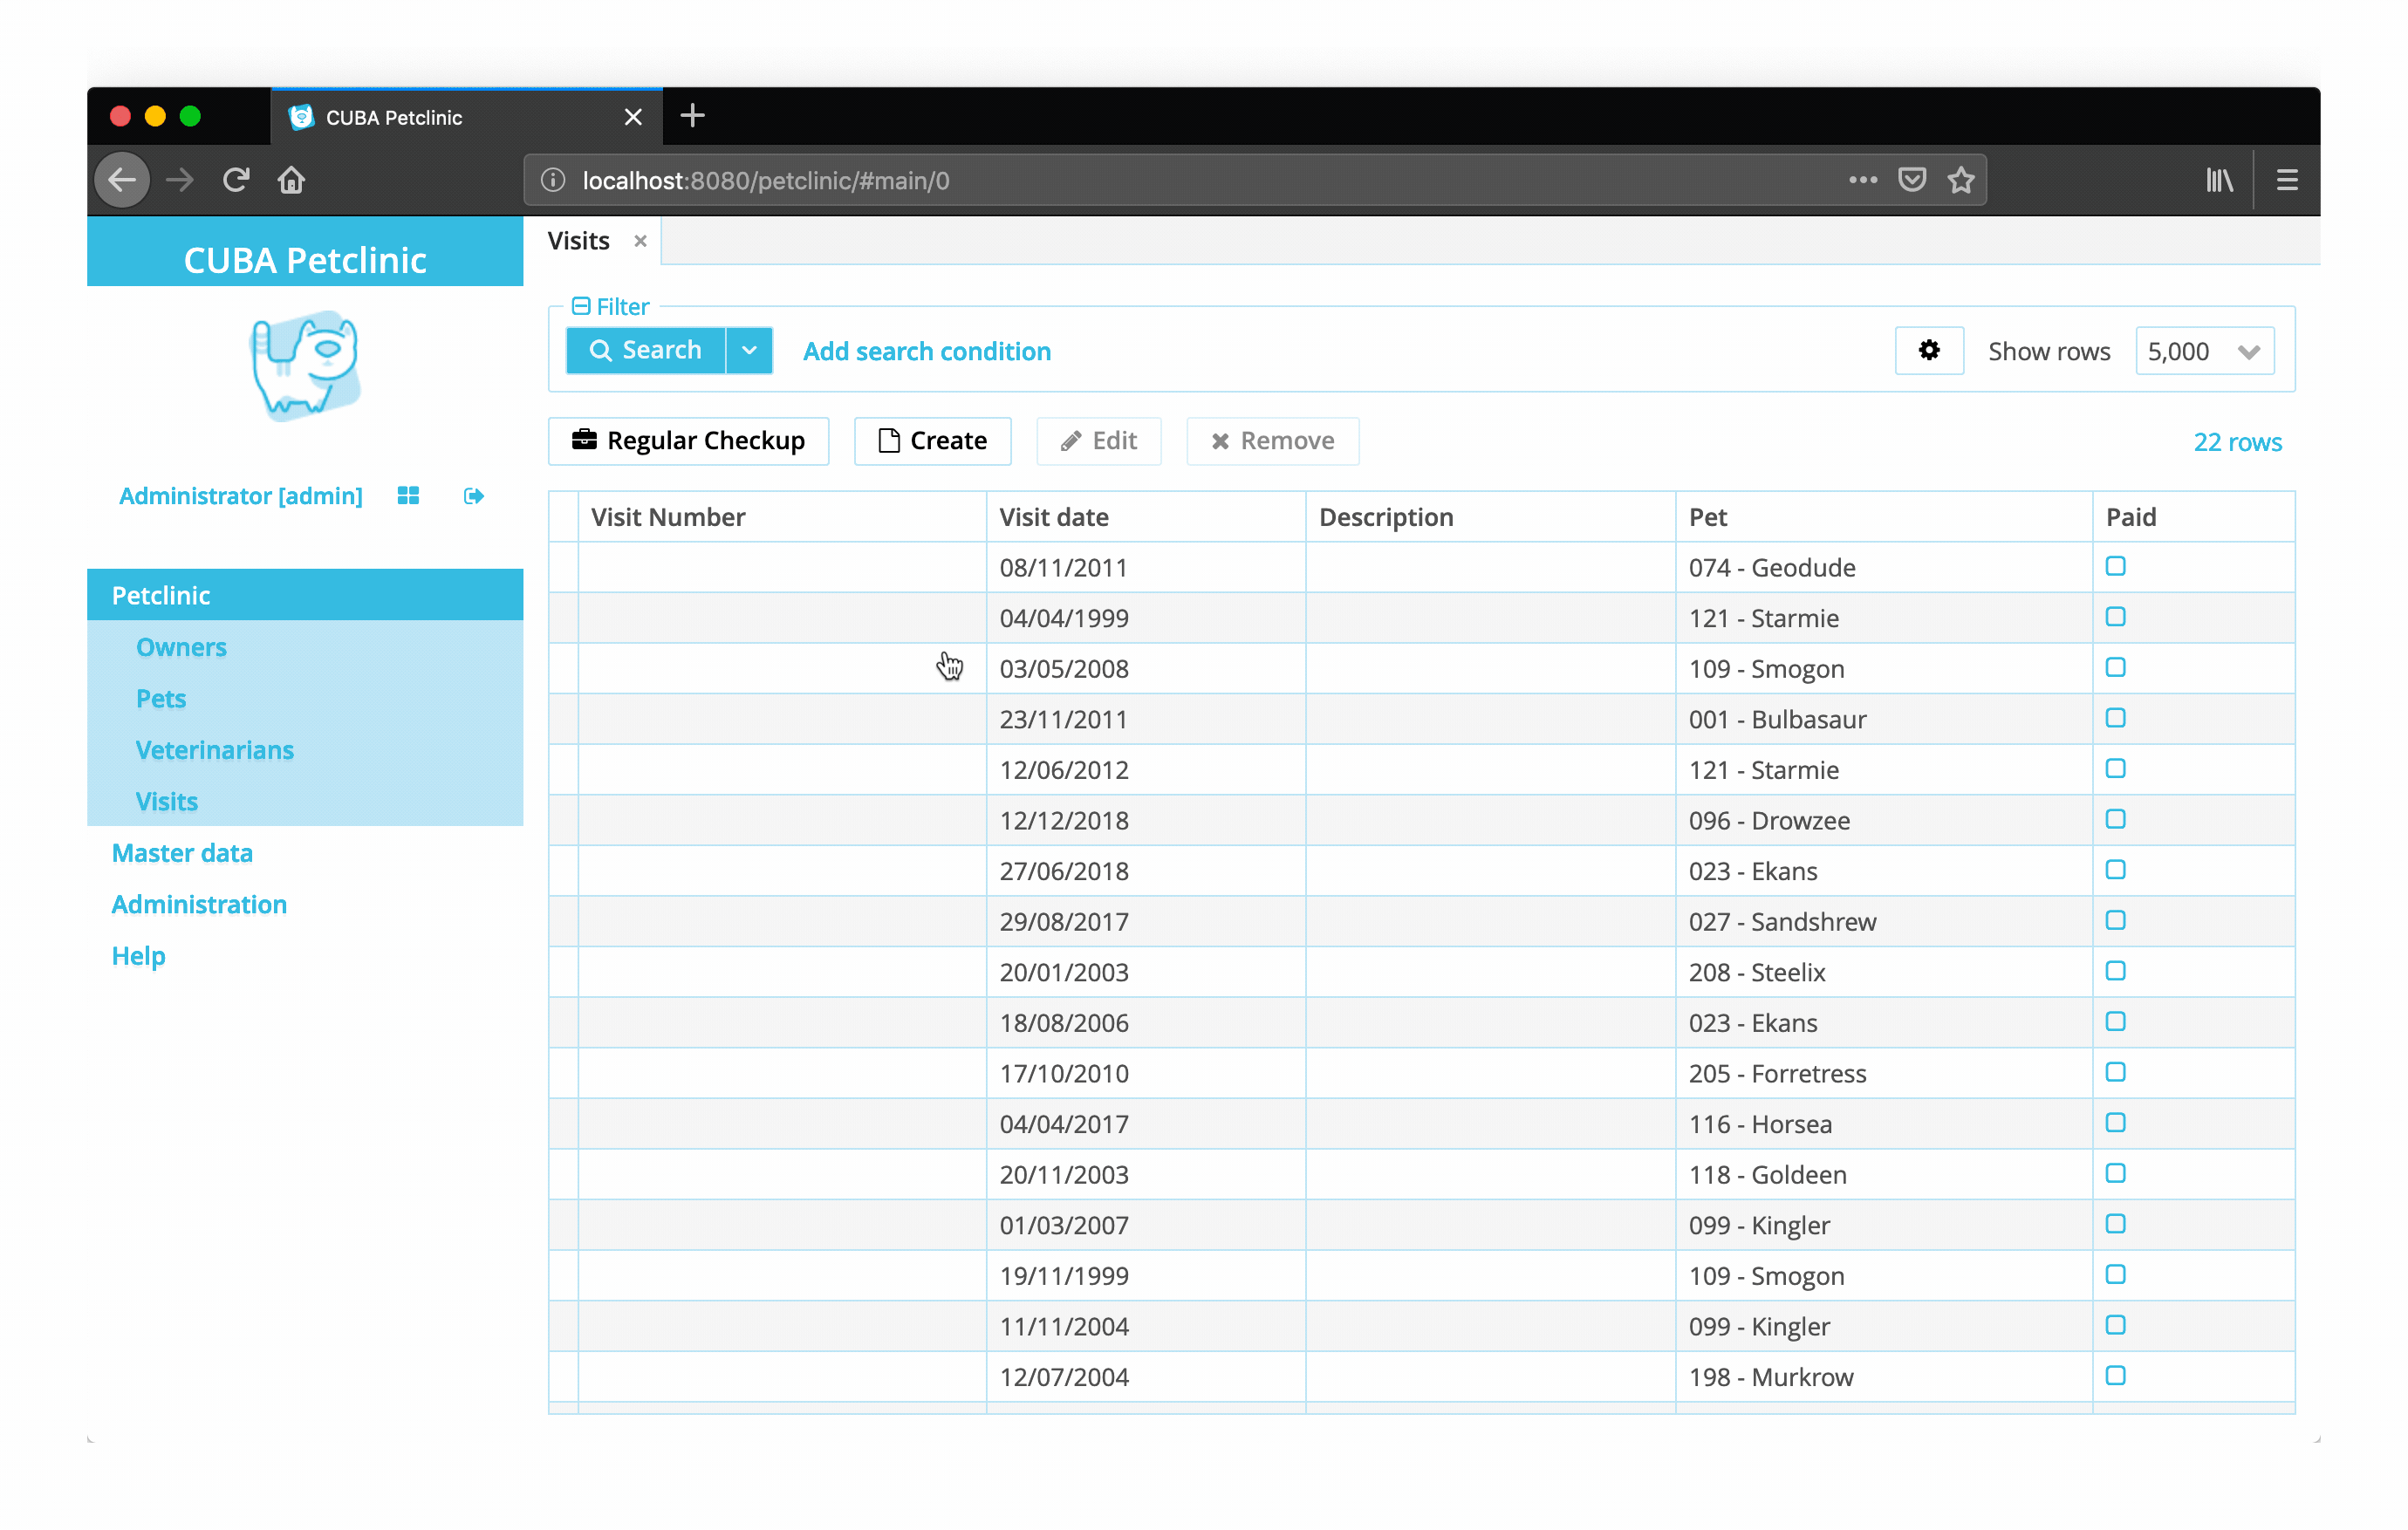 CUBA Petclinic
localhost:8080/petclinic/#main/0
CUBA Petclinic
Administrator [admin]
Petclinic
Owners
Pets
Veterinarians
Visits
Master data
Administration
Help
Visits
Filter
Search Add search condition Show rows 5,000
Regular Checkup Create Edit Remove 22 rows
Visit Number Visit date Description Pet Paid
08/11/2011 074 - Geodude
04/04/1999 121 - Starmie
03/05/2008 109 - Smogon
23/11/2011 001 - Bulbasaur
12/06/2012 121 - Starmie
12/12/2018 096 - Drowzee
27/06/2018 023 - Ekans
29/08/2017 027 - Sandshrew
20/01/2003 208 - Steelix
18/08/2006 023 - Ekans
17/10/2010 205 - Forretress
04/04/2017 116 - Horsea
20/11/2003 118 - Goldeen
01/03/2007 099 - Kingler
19/11/1999 109 - Smogon
11/11/2004 099 - Kingler
12/07/2004 198 - Murkrow